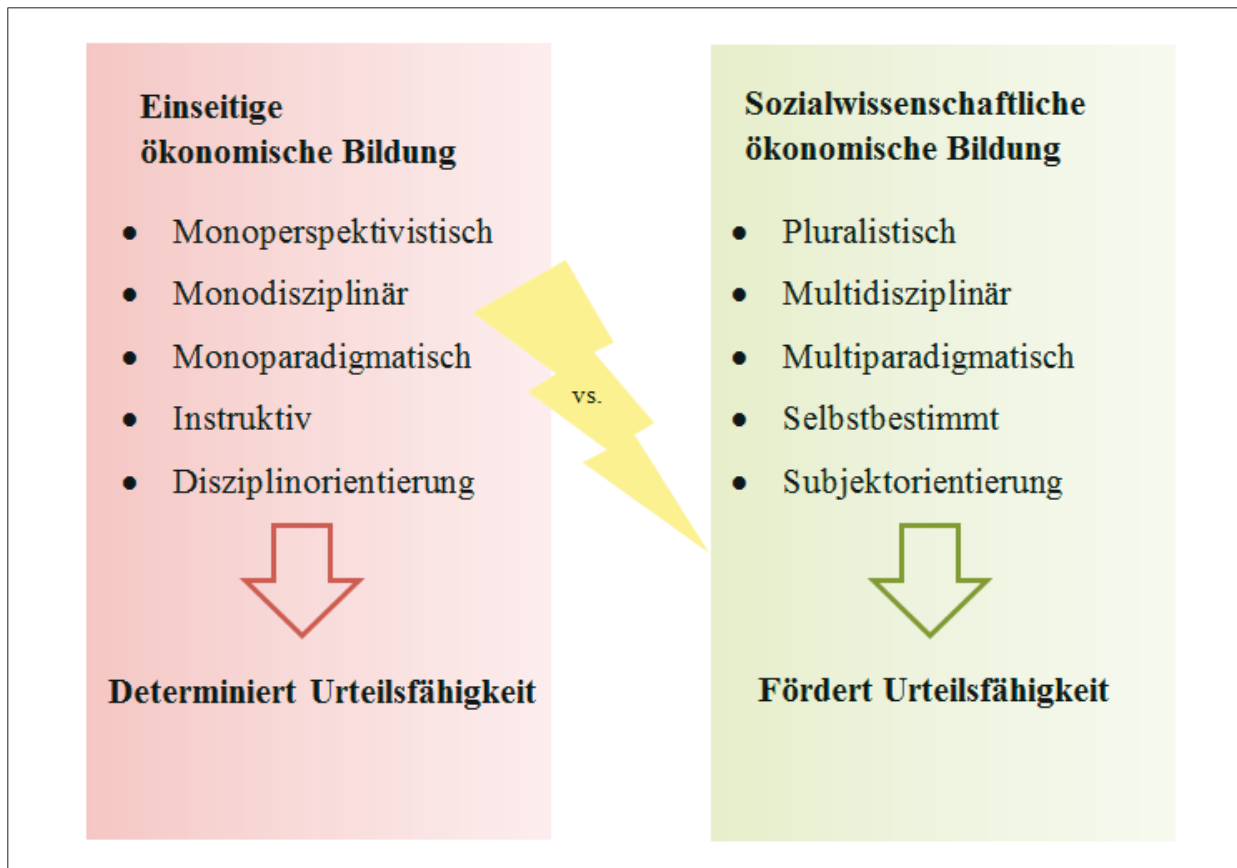 Einseitige
ökonomische Bildung
• Monoperspektivistisch
• Monodisziplinär
• Monoparadigmatisch
• Instruktiv
• Disziplinorientierung
Determiniert Urteilsfähigkeit
vs.
Sozialwissenschaftliche
ökonomische Bildung
• Pluralistisch
• Multidisziplinär
• Multiparadigmatisch
• Selbstbestimmt
• Subjektorientierung
Fördert Urteilsfähigkeit